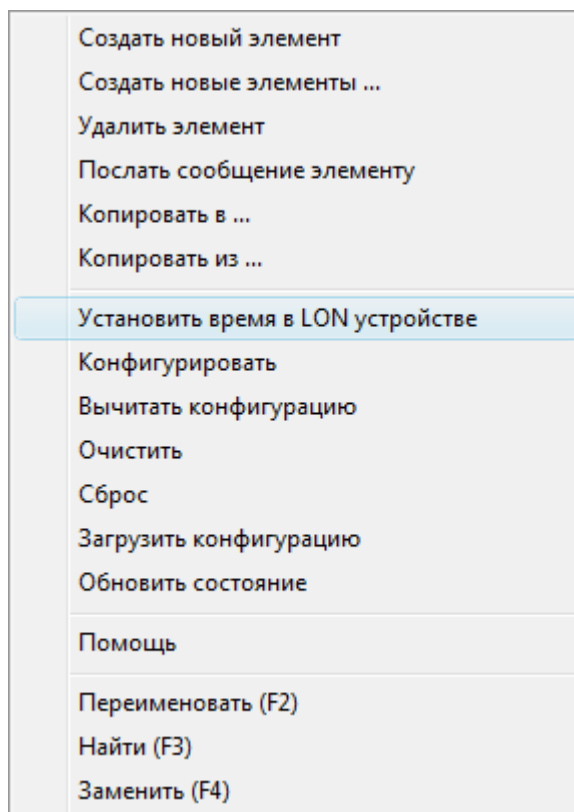 Создать новый элемент
Создать новые элементы ...
Удалить элемент
Послать сообщение элементу
Копировать в ...
Копировать из ...
Установить время в LON устройстве
Конфигурировать
Вычитать конфигурацию
Очистить
Сброс
Загрузить конфигурацию
Обновить состояние
Помощь
Переименовать (F2)
Найти (F3)
Заменить (F4)